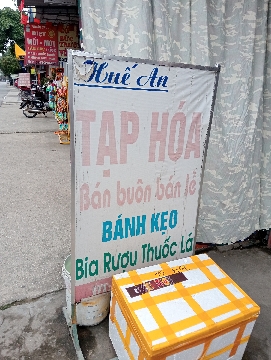 Huế An
TẠP HÓA
Bán buôn bán lẻ
BÁNH KẸO
Bia Rượu Thuốc Lá